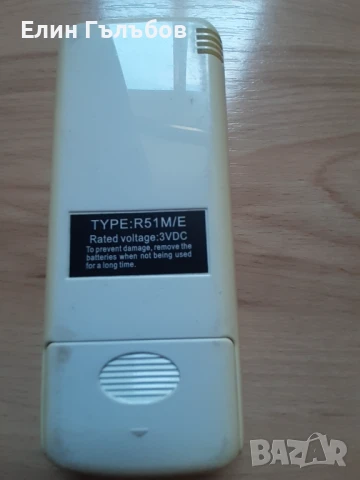 Елин Гълъбов
TYPE:R51M/E
Rated voltage:3VDC
To prevent damage, remove the
batteries when not being used
for a long time.
BAZAR